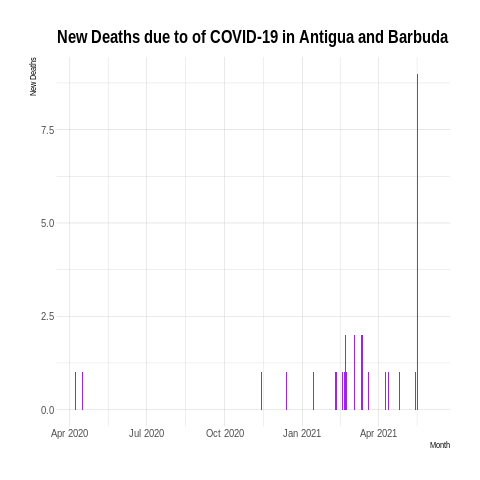 New Deaths due to of COVID-19 in Antigua and Barbuda
New Deaths
7.5
5.0
2.5
0.0
Apr 2020 Jul 2020 Oct 2020 Jan 2021 Apr 2021
Month